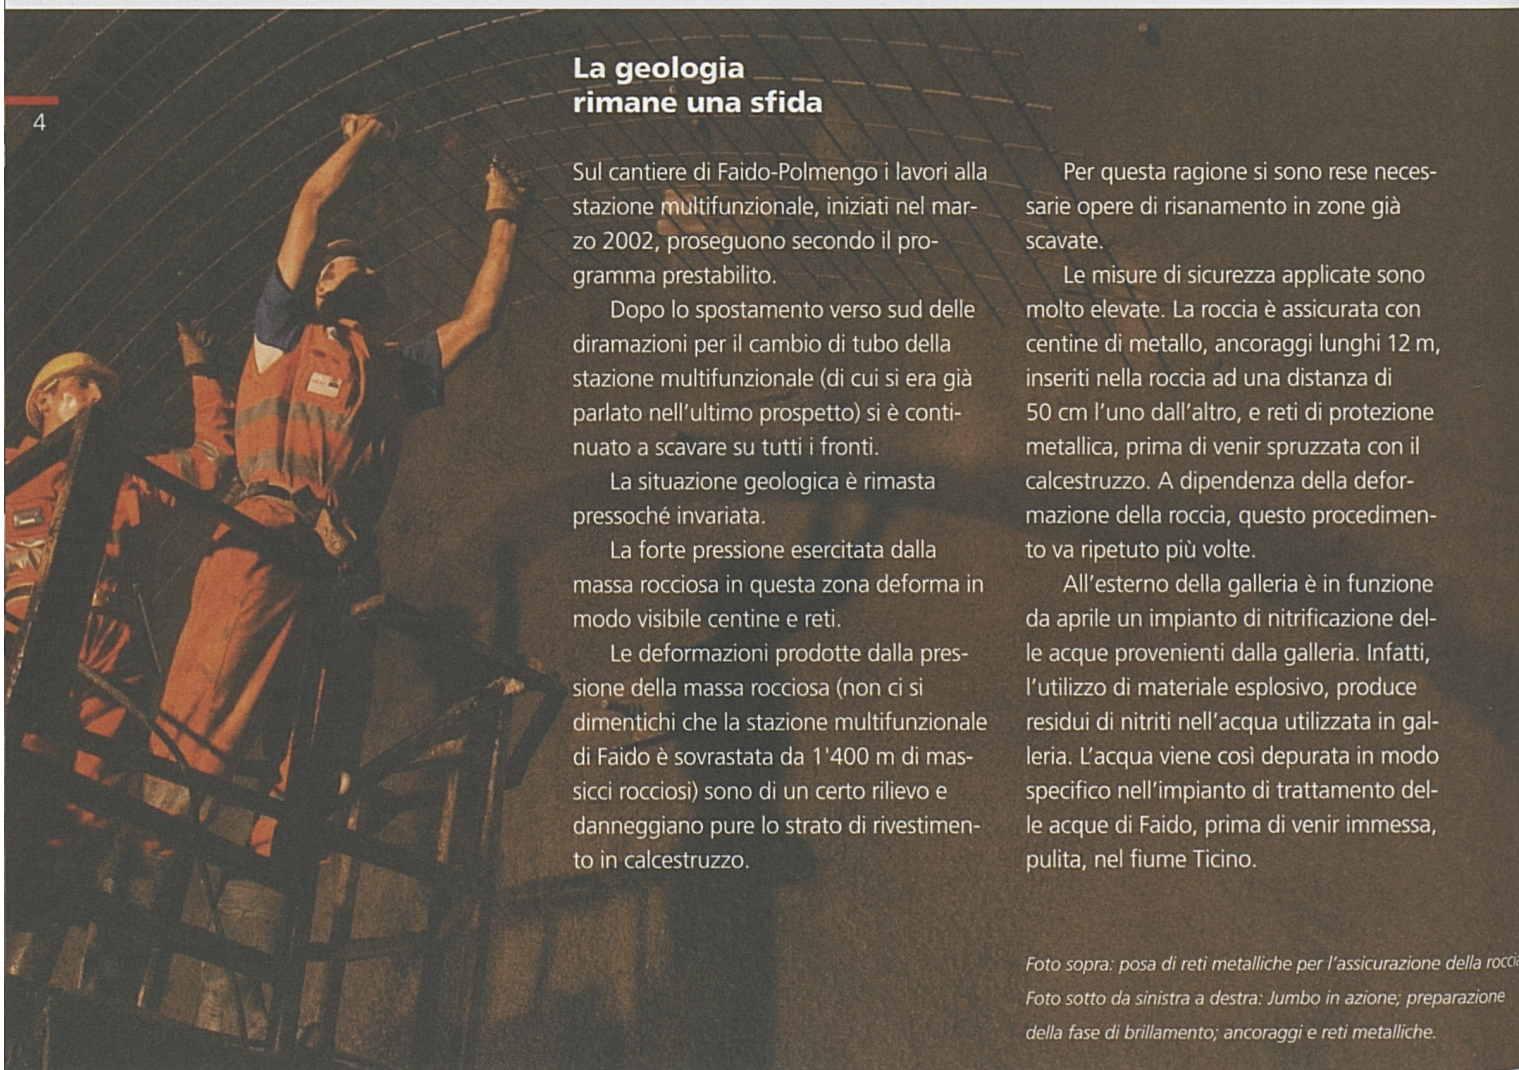 4
La geologia
rimane una sfida
Sul cantiere di Faido-Polmengo i lavori alla
stazione multifunzionale, iniziati nel mar-
zo 2002, proseguono secondo il pro-
gramma prestabilito.
Dopo lo spostamento verso sud delle
diramazioni per il cambio di tubo della
stazione multifunzionale (di cui si era già
parlato nell'ultimo prospetto) si è conti-
nuato a scavare su tutti i fronti.
La situazione geologica è rimasta
pressoché invariata.
La forte pressione esercitata dalla
massa rocciosa in questa zona deforma in
modo visibile centine e reti.
Le deformazioni prodotte dalla pres-
sione della massa rocciosa (non ci si
dimentichi che la stazione multifunzionale
di Faido è sovrastata da 1'400 m di mas-
sicci rocciosi) sono di un certo rilievo e
danneggiano pure lo strato di rivestimen-
to in calcestruzzo.
Per questa ragione si sono rese neces-
sarie opere di risanamento in zone già
scavate.
Le misure di sicurezza applicate sono
molto elevate. La roccia è assicurata con
centine di metallo, ancoraggi lunghi 12 m,
inseriti nella roccia ad una distanza di
50 cm l'uno dall'altro, e reti di protezione
metallica, prima di venir spruzzata con il
calcestruzzo. A dipendenza della defor-
mazione della roccia, questo procedimen-
to va ripetuto più volte.
All'esterno della galleria è in funzione
da aprile un impianto di nitrificazione del-
le acque provenienti dalla galleria. Infatti,
l'utilizzo di materiale esplosivo, produce
residui di nitriti nell'acqua utilizzata in gal-
leria. L'acqua viene così depurata in modo
specifico nell'impianto di trattamento del-
le acque di Faido, prima di venir immessa,
pulita, nel fiume Ticino.
Foto sopra: posa di reti metalliche per l'assicurazione della roccia
Foto sotto da sinistra a destra: Jumbo in azione; preparazione
della fase di brillamento; ancoraggi e reti metalliche.